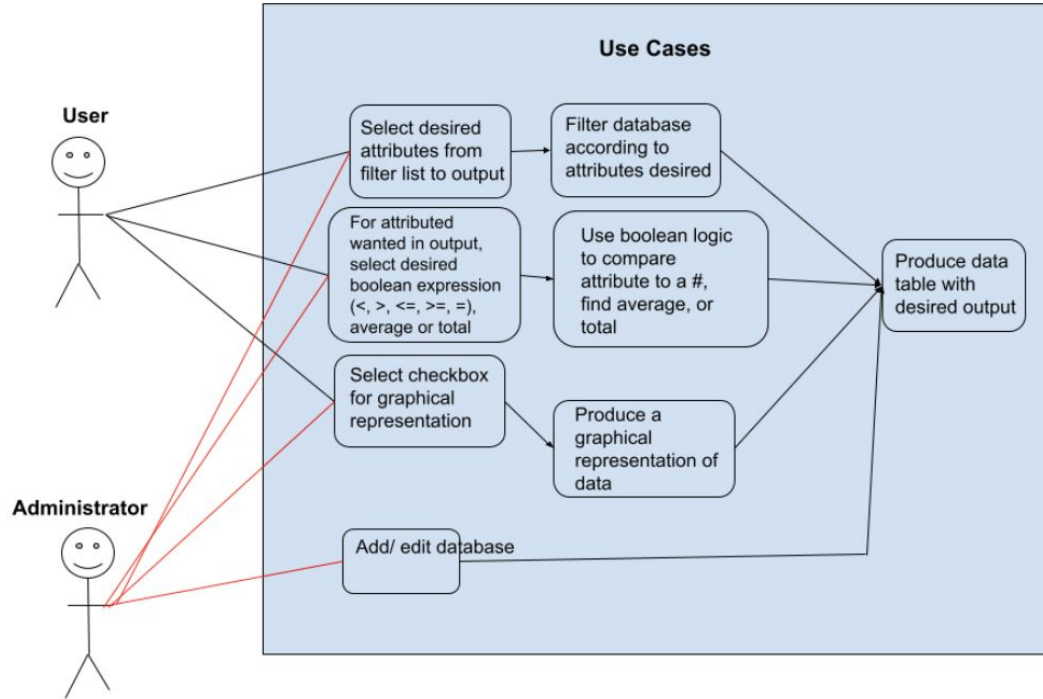 Use Cases
User
Select desired
attributes from
filter list to output
Filter database
according to
attributes desired
For attributed
wanted in output,
select desired
boolean expression
(<, >, <=, >=, =),
average or total
Use boolean logic
to compare
attribute to a #,
find average, or
total
Produce data
table with
desired output
Select checkbox
for graphical
representation
Produce a
graphical
representation of
data
Administrator
Add/ edit database